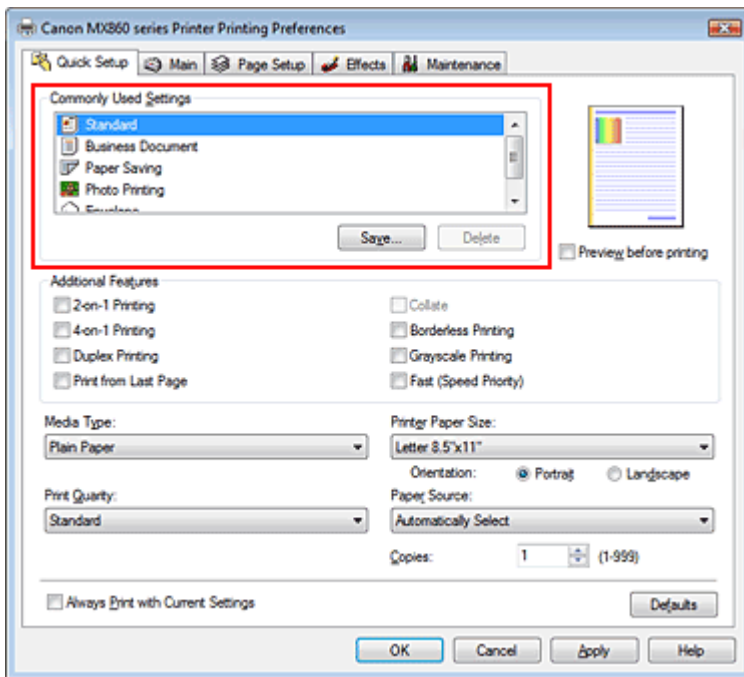 Canon MX860 series Printer Printing Preferences
Quick Setup Main Page Setup Effects Maintenance
Commonly Used Settings
Standard
Business Document
Paper Saving
Photo Printing
Envelope
Save... Delete
Preview before printing
Additional Features
2-on-1 Printing
4-on-1 Printing
Duplex Printing
Print from Last Page
Collate
Borderless Printing
Grayscale Printing
Fast (Speed Priority)
Media Type:
Plain Paper
Printer Paper Size:
Letter 8.5"x11"
Orientation: Portrait Landscape
Print Quarty:
Standard
Paper Source:
Automatically Select
Copies: 1 (1-999)
Always Print with Current Settings
Defaults
OK Cancel Apply Help